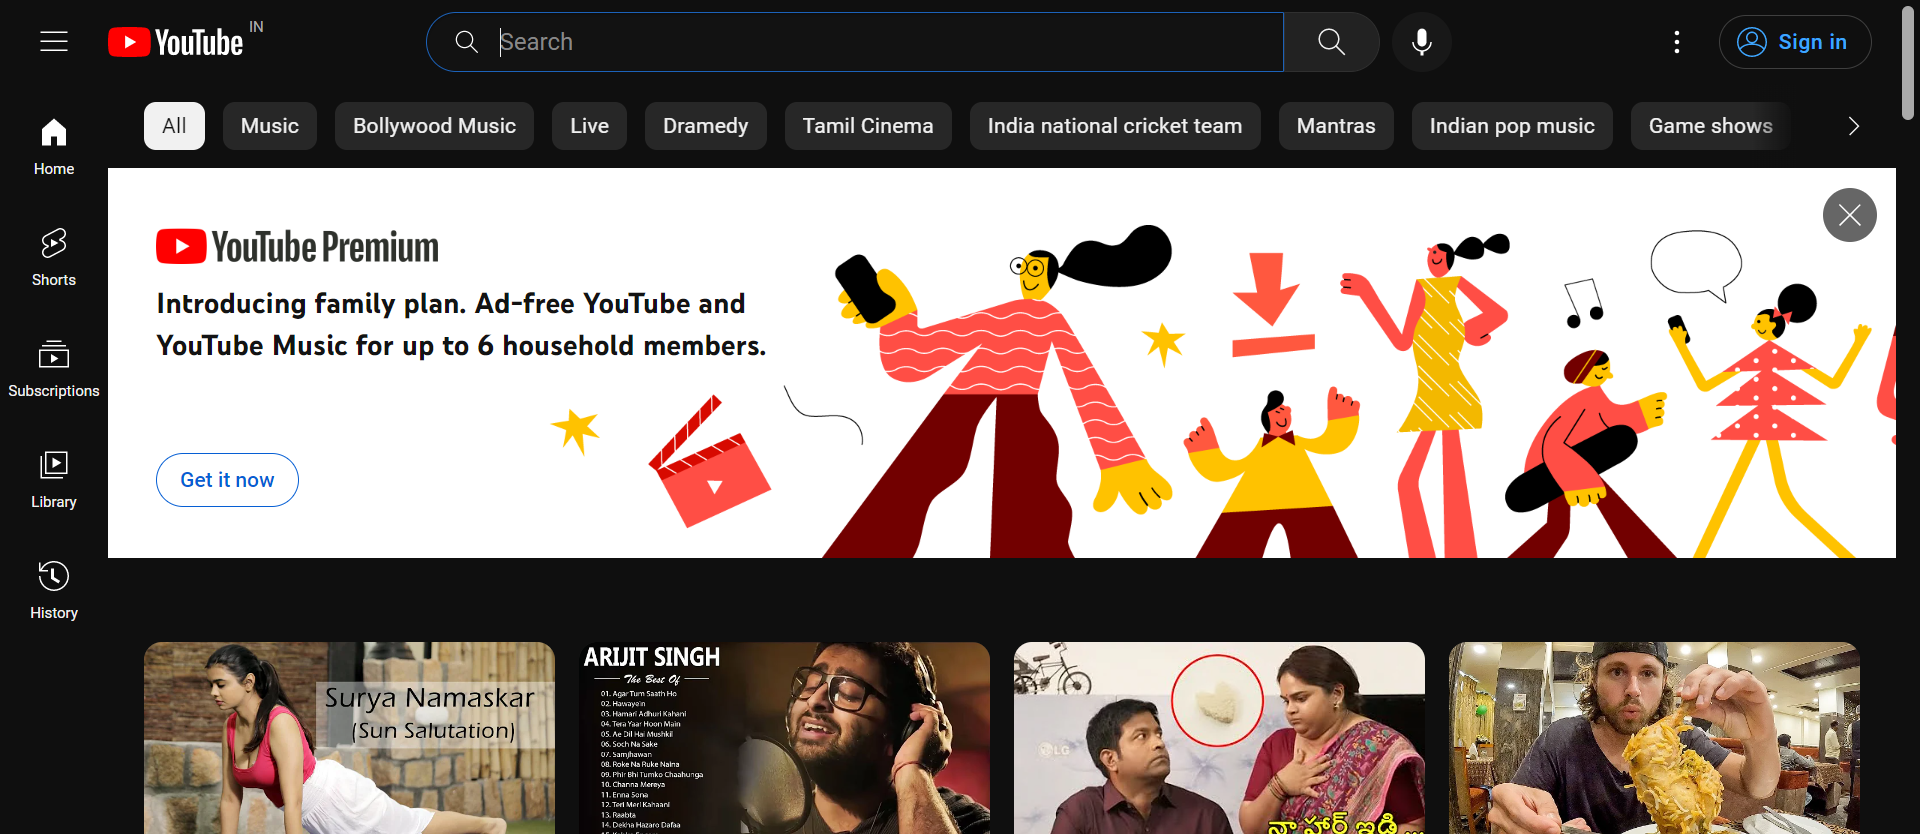 YouTube IN
Search
Sign in
All
Music
Bollywood Music
Live
Dramedy
Tamil Cinema
India national cricket team
Mantras
Indian pop music
Game shows
Home
Shorts
Subscriptions
Library
History
YouTube Premium
Introducing family plan. Ad-free YouTube and
YouTube Music for up to 6 household members.
Get it now
Surya Namaskar
(Sun Salutation)
ARIJIT SINGH
The Best Of
01. Agar Tum Saath Ho
02. Hawayein
03. Hamari Adhuri Kahani
04. Tera Yaar Hoon Main
05. Ae Dil Hai Mushkil
06. Soch Na Sake
07. Samjhawan
08. Roke Na Ruke Naina
09. Phir Bhi Tumko Chaahunga
10. Channa Mereya
11. Enna Sona
12. Teri Meri Kahaani
13. Raabta
14. Dekha Hazaro Dafaa
LG
నా హార్ట్ ఇది ...